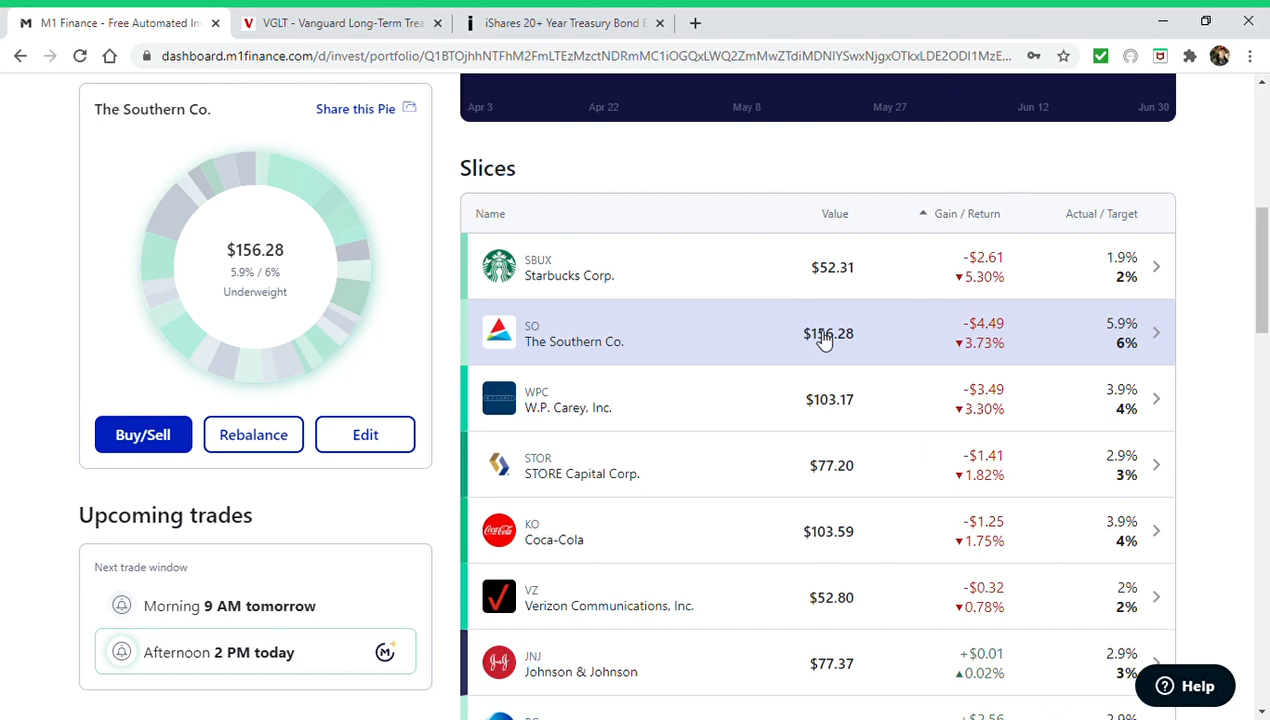 M1 Finance - Free Automated In
VGLT - Vanguard Long-Term Trea
iShares 20+ Year Treasury Bond E
dashboard.m1finance.com/d/invest/portfolio/Q1BTOjhhNTFhM2FmLTEzMzctNDRmMC1iOGQxLWQ2ZmMwZTdiMDNlYSwxNjgxOTkxLDE2ODI1MzE...
The Southern Co.
Share this Pie
$156.28
5.9% / 6%
Underweight
Buy/Sell
Rebalance
Edit
Upcoming trades
Next trade window
Morning 9 AM tomorrow
Afternoon 2 PM today
M
Apr 3
Apr 22
May 8
May 27
Jun 12
Jun 30
Slices
Name
Value
Gain / Return
Actual / Target
SBUX
Starbucks Corp.
$52.31
-$2.61
▼5.30%
1.9%
2%
SO
The Southern Co.
$156.28
-$4.49
▼3.73%
5.9%
6%
WPC
W.P. Carey, Inc.
$103.17
-$3.49
▼3.30%
3.9%
4%
STOR
STORE Capital Corp.
$77.20
-$1.41
▼1.82%
2.9%
3%
KO
Coca-Cola
$103.59
-$1.25
▼1.75%
3.9%
4%
VZ
Verizon Communications, Inc.
$52.80
-$0.32
▼0.78%
2%
2%
JNJ
Johnson & Johnson
$77.37
+$0.01
▲0.02%
2.9%
3%
Help